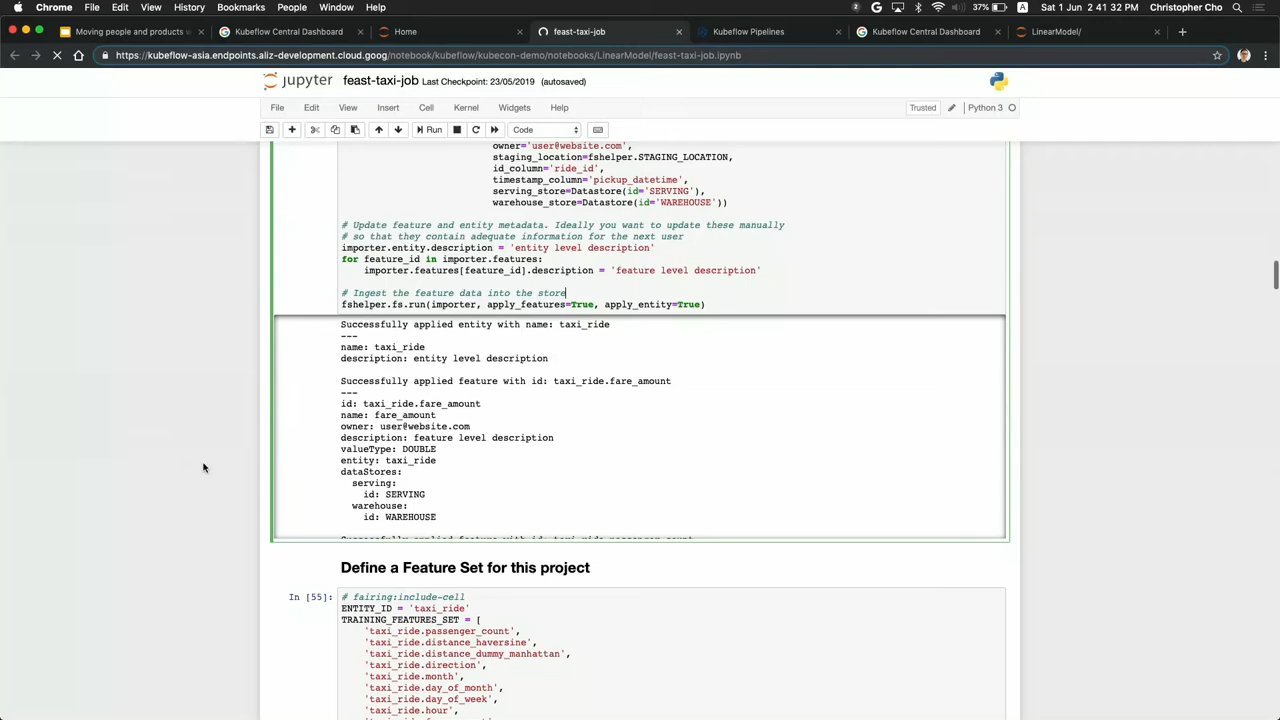 Chrome File Edit View History Bookmarks People Window Help 2 37% A Sat 1 Jun 2 41 32 PM Christopher Cho
Moving people and products Kubeflow Central Dashboard Home feast-taxi-job Kubeflow Pipelines Kubeflow Central Dashboard LinearModel/
https://kubeflow-asia.endpoints.aliz-development.cloud.goog/notebook/kubeflow/kubecon-demo/notebooks/LinearModel/feast-taxi-job.ipynb
jupyter feast-taxi-job Last Checkpoint: 23/05/2019 (autosaved)
File Edit View Insert Cell Kernel Widgets Help Trusted Python 3
Run Code
owner='user@website.com',
staging_location=fshelper.STAGING_LOCATION,
id_column='ride_id',
timestamp_column='pickup_datetime',
serving_store=Datastore(id='SERVING'),
warehouse_store=Datastore(id='WAREHOUSE'))
# Update feature and entity metadata. Ideally you want to update these manually
# so that they contain adequate information for the next user
importer.entity.description = 'entity level description'
for feature_id in importer.features:
importer.features[feature_id].description = 'feature level description'
# Ingest the feature data into the store
fshelper.fs.run(importer, apply_features=True, apply_entity=True)
Successfully applied entity with name: taxi_ride
---
name: taxi_ride
description: entity level description
Successfully applied feature with id: taxi_ride.fare_amount
---
id: taxi_ride.fare_amount
name: fare_amount
owner: user@website.com
description: feature level description
valueType: DOUBLE
entity: taxi_ride
dataStores:
serving:
id: SERVING
warehouse:
id: WAREHOUSE
Successfully applied feature with id: taxi_ride.passenger_count
Define a Feature Set for this project
In [55]: # fairing:include-cell
ENTITY_ID = 'taxi_ride'
TRAINING_FEATURES_SET = [
'taxi_ride.passenger_count',
'taxi_ride.distance_haversine',
'taxi_ride.distance_dummy_manhattan',
'taxi_ride.direction',
'taxi_ride.month',
'taxi_ride.day_of_month',
'taxi_ride.day_of_week',
'taxi_ride.hour',